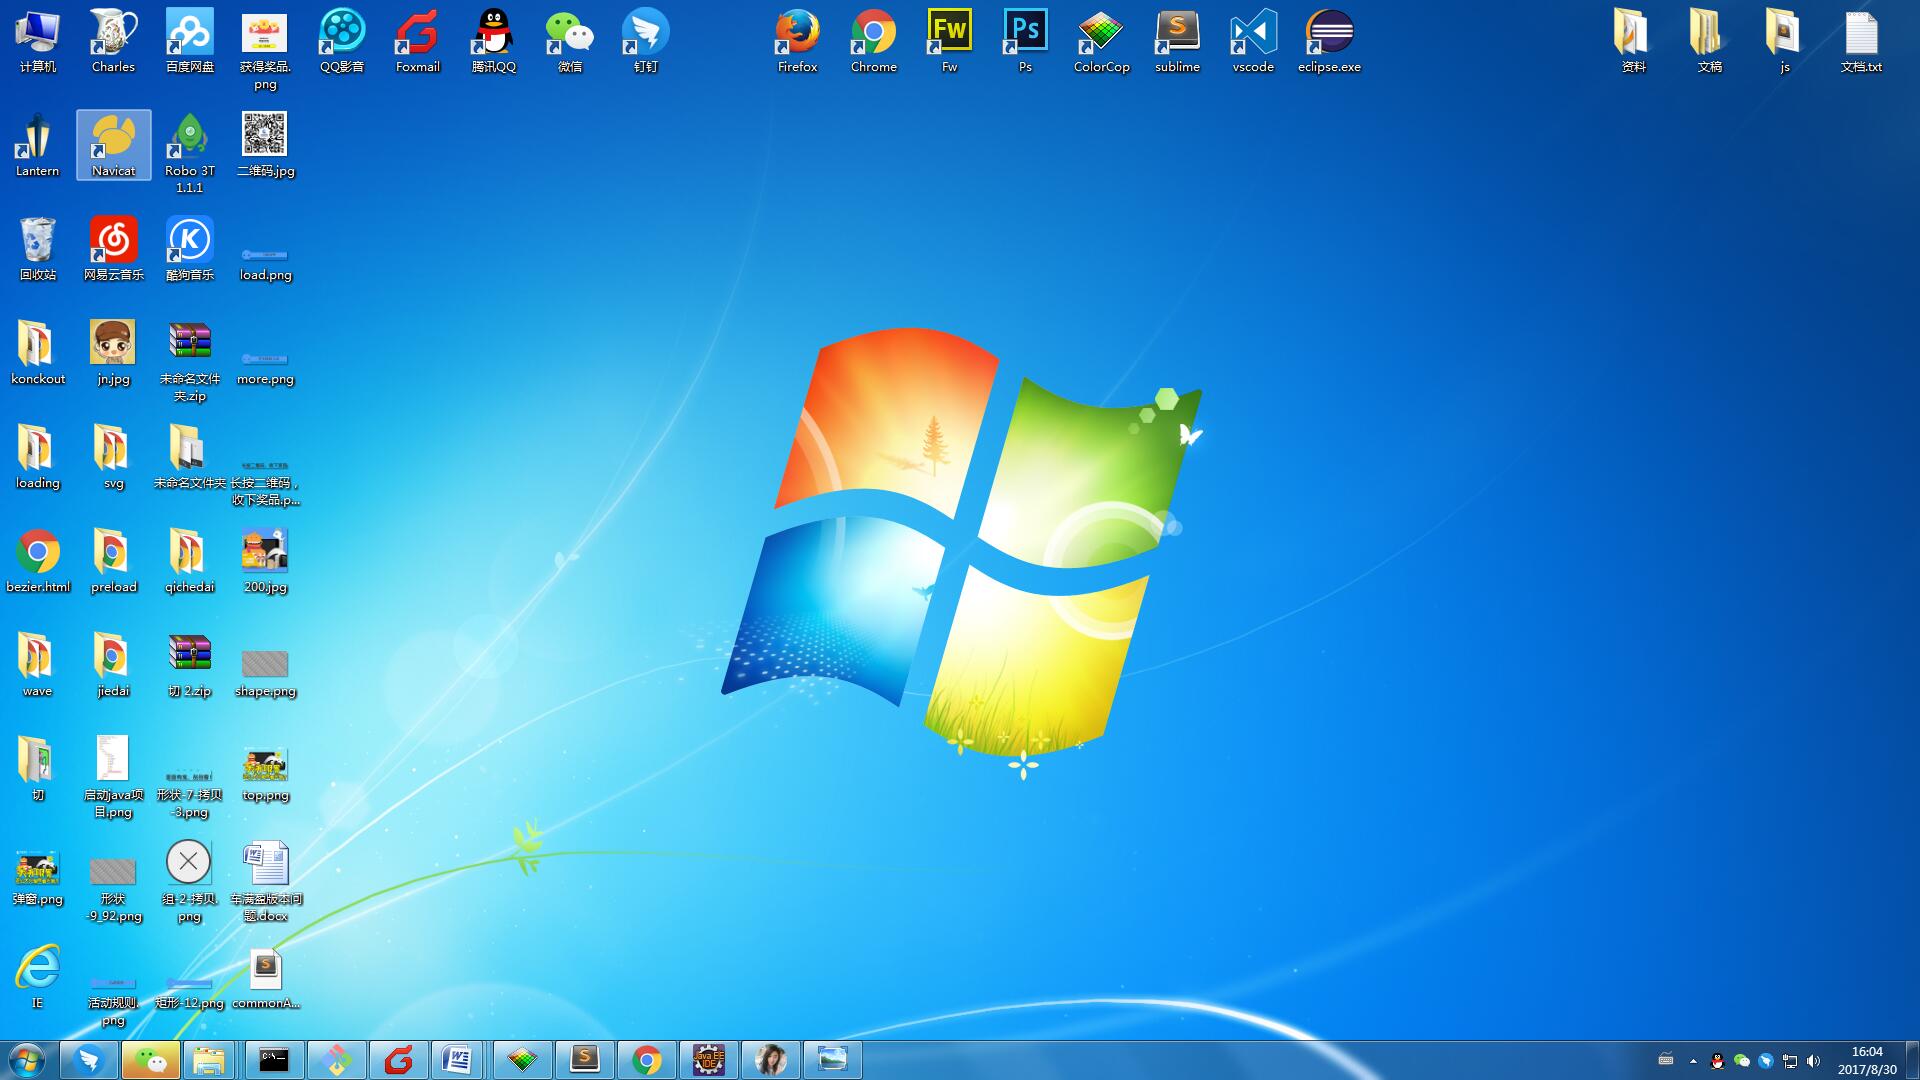 计算机
Charles
百度网盘
获得奖品.
png
QQ影音
Foxmail
腾讯QQ
微信
钉钉
Firefox
Chrome
Fw
Fw
Ps
Ps
ColorCop
sublime
vscode
eclipse.exe
资料
文稿
js
文档.txt
Lantern
Navicat
Robo 3T
1.1.1
二维码.jpg
回收站
网易云音乐
酷狗音乐
load.png
konckout
jn.jpg
未命名文件
夹.zip
more.png
loading
svg
未命名文件夹
长按二维码，
收下奖品.p...
bezier.html
preload
qichedai
200.jpg
wave
jiedai
切 2.zip
shape.png
切
启动java项
目.png
形状-7-拷贝
-3.png
top.png
弹窗.png
形状
-9_92.png
组-2-拷贝.
png
车满盈版本问
题.docx
IE
活动规则.
png
矩形-12.png
commonA...
C:\
Java EE
IDE
16:04
2017/8/30